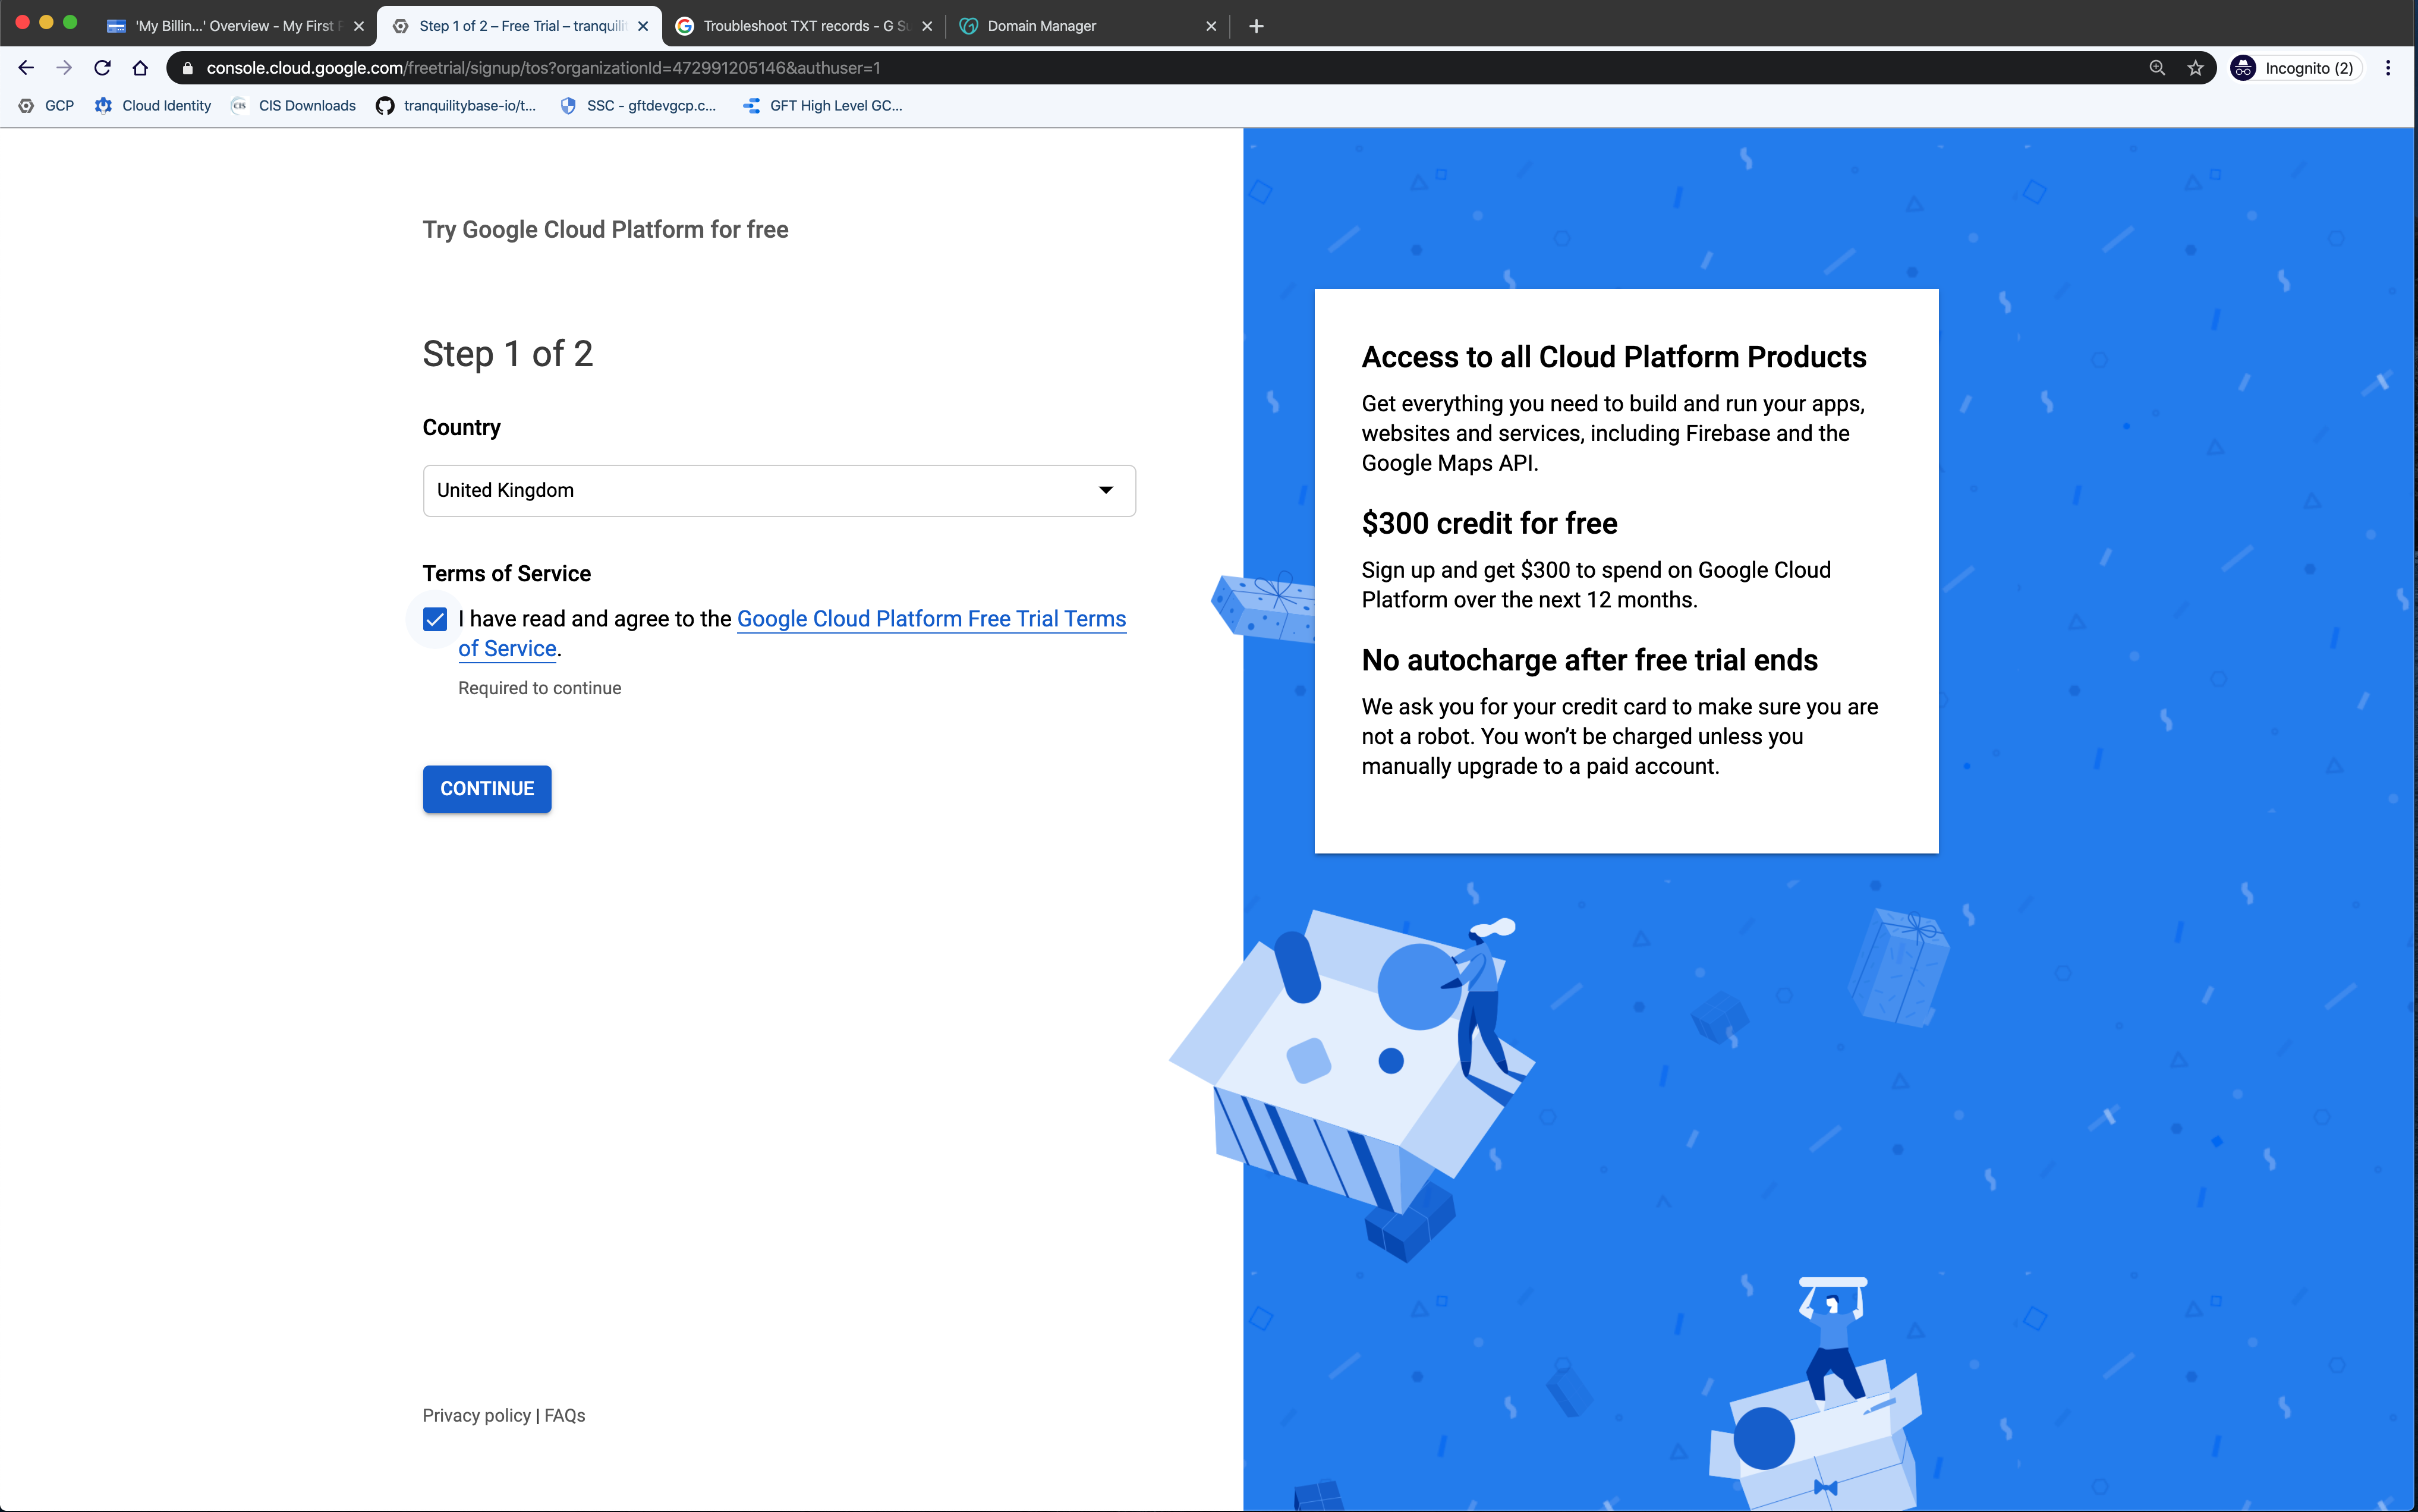 'My Billin...' Overview - My First
Step 1 of 2 – Free Trial – tranquilit
Troubleshoot TXT records - G Su
Domain Manager
console.cloud.google.com/freetrial/signup/tos?organizationId=472991205146&authuser=1
Incognito (2)
GCP
Cloud Identity
CIS
CIS Downloads
tranquilitybase-io/t...
SSC - gftdevgcp.c...
GFT High Level GC...
Try Google Cloud Platform for free
Step 1 of 2
Country
United Kingdom
Terms of Service
I have read and agree to the Google Cloud Platform Free Trial Terms
of Service.
Required to continue
CONTINUE
Privacy policy | FAQs
Access to all Cloud Platform Products
Get everything you need to build and run your apps,
websites and services, including Firebase and the
Google Maps API.
$300 credit for free
Sign up and get $300 to spend on Google Cloud
Platform over the next 12 months.
No autocharge after free trial ends
We ask you for your credit card to make sure you are
not a robot. You won’t be charged unless you
manually upgrade to a paid account.